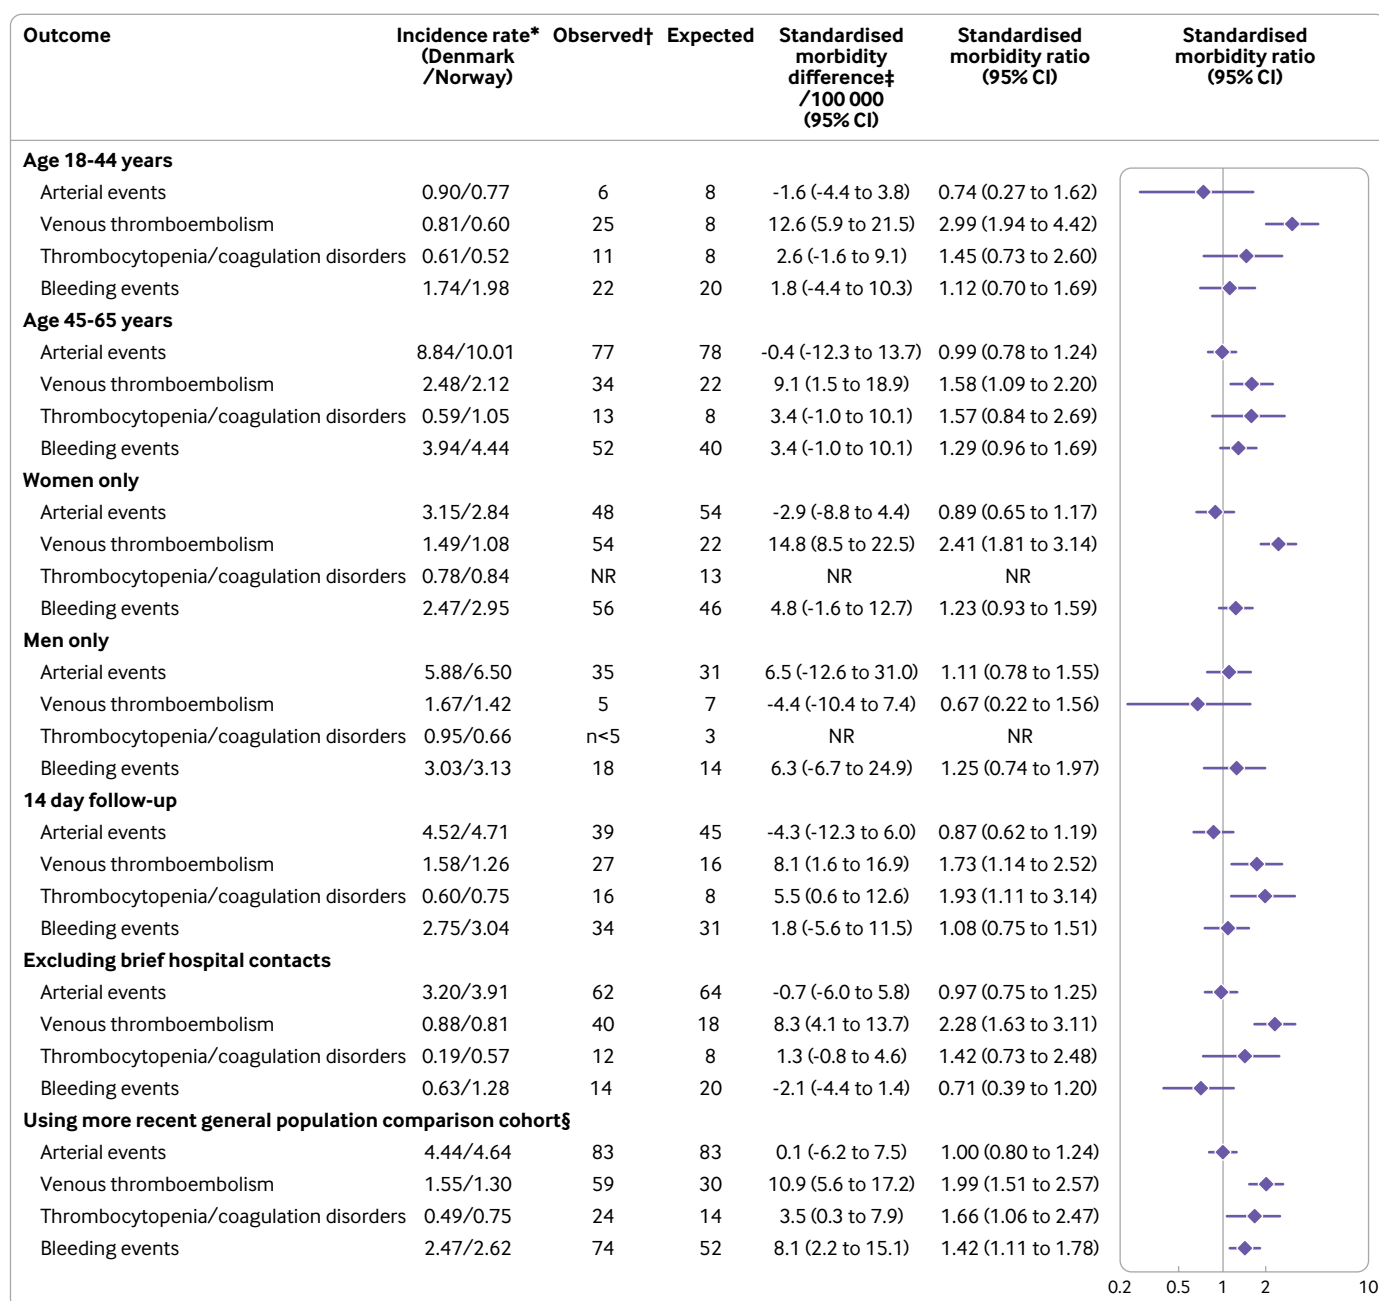 Outcome Incidence rate* (Denmark /Norway) Observed† Expected Standardised morbidity difference‡ /100 000 (95% CI) Standardised morbidity ratio (95% CI) Standardised morbidity ratio (95% CI)
Age 18-44 years
Arterial events 0.90/0.77 6 8 -1.6 (-4.4 to 3.8) 0.74 (0.27 to 1.62)
Venous thromboembolism 0.81/0.60 25 8 12.6 (5.9 to 21.5) 2.99 (1.94 to 4.42)
Thrombocytopenia/coagulation disorders 0.61/0.52 11 8 2.6 (-1.6 to 9.1) 1.45 (0.73 to 2.60)
Bleeding events 1.74/1.98 22 20 1.8 (-4.4 to 10.3) 1.12 (0.70 to 1.69)
Age 45-65 years
Arterial events 8.84/10.01 77 78 -0.4 (-12.3 to 13.7) 0.99 (0.78 to 1.24)
Venous thromboembolism 2.48/2.12 34 22 9.1 (1.5 to 18.9) 1.58 (1.09 to 2.20)
Thrombocytopenia/coagulation disorders 0.59/1.05 13 8 3.4 (-1.0 to 10.1) 1.57 (0.84 to 2.69)
Bleeding events 3.94/4.44 52 40 3.4 (-1.0 to 10.1) 1.29 (0.96 to 1.69)
Women only
Arterial events 3.15/2.84 48 54 -2.9 (-8.8 to 4.4) 0.89 (0.65 to 1.17)
Venous thromboembolism 1.49/1.08 54 22 14.8 (8.5 to 22.5) 2.41 (1.81 to 3.14)
Thrombocytopenia/coagulation disorders 0.78/0.84 NR 13 NR NR
Bleeding events 2.47/2.95 56 46 4.8 (-1.6 to 12.7) 1.23 (0.93 to 1.59)
Men only
Arterial events 5.88/6.50 35 31 6.5 (-12.6 to 31.0) 1.11 (0.78 to 1.55)
Venous thromboembolism 1.67/1.42 5 7 -4.4 (-10.4 to 7.4) 0.67 (0.22 to 1.56)
Thrombocytopenia/coagulation disorders 0.95/0.66 n<5 3 NR NR
Bleeding events 3.03/3.13 18 14 6.3 (-6.7 to 24.9) 1.25 (0.74 to 1.97)
14 day follow-up
Arterial events 4.52/4.71 39 45 -4.3 (-12.3 to 6.0) 0.87 (0.62 to 1.19)
Venous thromboembolism 1.58/1.26 27 16 8.1 (1.6 to 16.9) 1.73 (1.14 to 2.52)
Thrombocytopenia/coagulation disorders 0.60/0.75 16 8 5.5 (0.6 to 12.6) 1.93 (1.11 to 3.14)
Bleeding events 2.75/3.04 34 31 1.8 (-5.6 to 11.5) 1.08 (0.75 to 1.51)
Excluding brief hospital contacts
Arterial events 3.20/3.91 62 64 -0.7 (-6.0 to 5.8) 0.97 (0.75 to 1.25)
Venous thromboembolism 0.88/0.81 40 18 8.3 (4.1 to 13.7) 2.28 (1.63 to 3.11)
Thrombocytopenia/coagulation disorders 0.19/0.57 12 8 1.3 (-0.8 to 4.6) 1.42 (0.73 to 2.48)
Bleeding events 0.63/1.28 14 20 -2.1 (-4.4 to 1.4) 0.71 (0.39 to 1.20)
Using more recent general population comparison cohort§
Arterial events 4.44/4.64 83 83 0.1 (-6.2 to 7.5) 1.00 (0.80 to 1.24)
Venous thromboembolism 1.55/1.30 59 30 10.9 (5.6 to 17.2) 1.99 (1.51 to 2.57)
Thrombocytopenia/coagulation disorders 0.49/0.75 24 14 3.5 (0.3 to 7.9) 1.66 (1.06 to 2.47)
Bleeding events 2.47/2.62 74 52 8.1 (2.2 to 15.1) 1.42 (1.11 to 1.78)
0.2 0.5 1 2 10